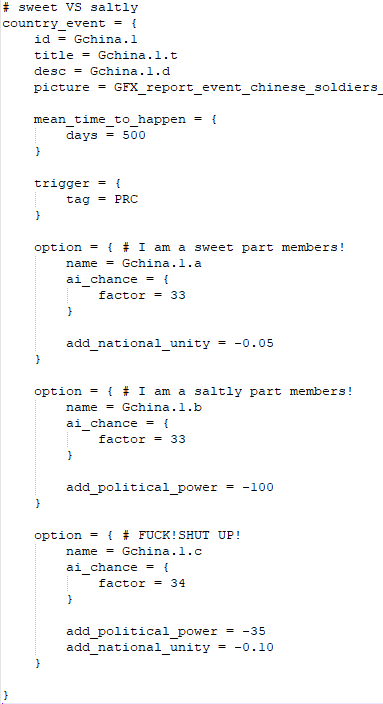 # sweet VS saltly
country_event = {
id = Gchina.1
title = Gchina.1.t
desc = Gchina.1.d
picture = GFX_report_event_chinese_soldiers_
mean_time_to_happen = {
days = 500
}
trigger = {
tag = PRC
}
option = { # I am a sweet part members!
name = Gchina.1.a
ai_chance = {
factor = 33
}
add_national_unity = -0.05
}
option = { # I am a saltly part members!
name = Gchina.1.b
ai_chance = {
factor = 33
}
add_political_power = -100
}
option = { # FUCK!SHUT UP!
name = Gchina.1.c
ai_chance = {
factor = 34
}
add_political_power = -35
add_national_unity = -0.10
}
}